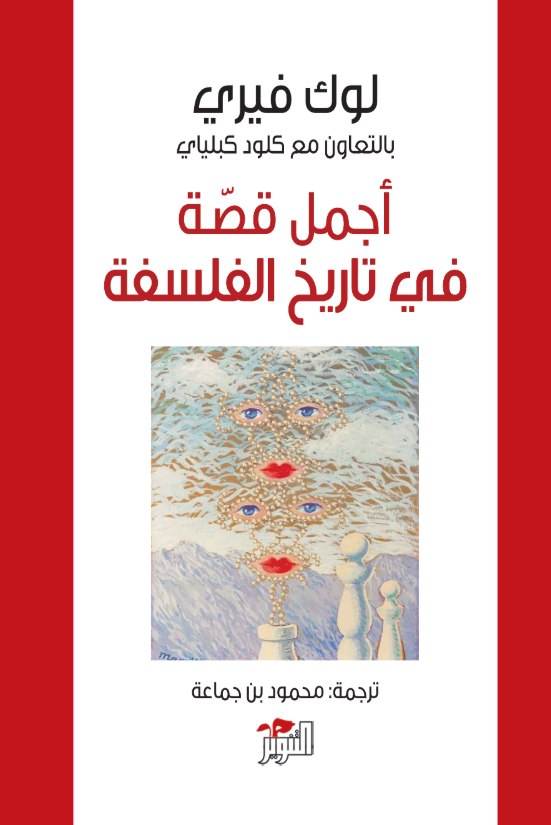 لوك فيري
بالتعاون مع كلود كبلياي
أجمل قصّة
في تاريخ الفلسفة
ترجمة: محمود بن جماعة
التنوير